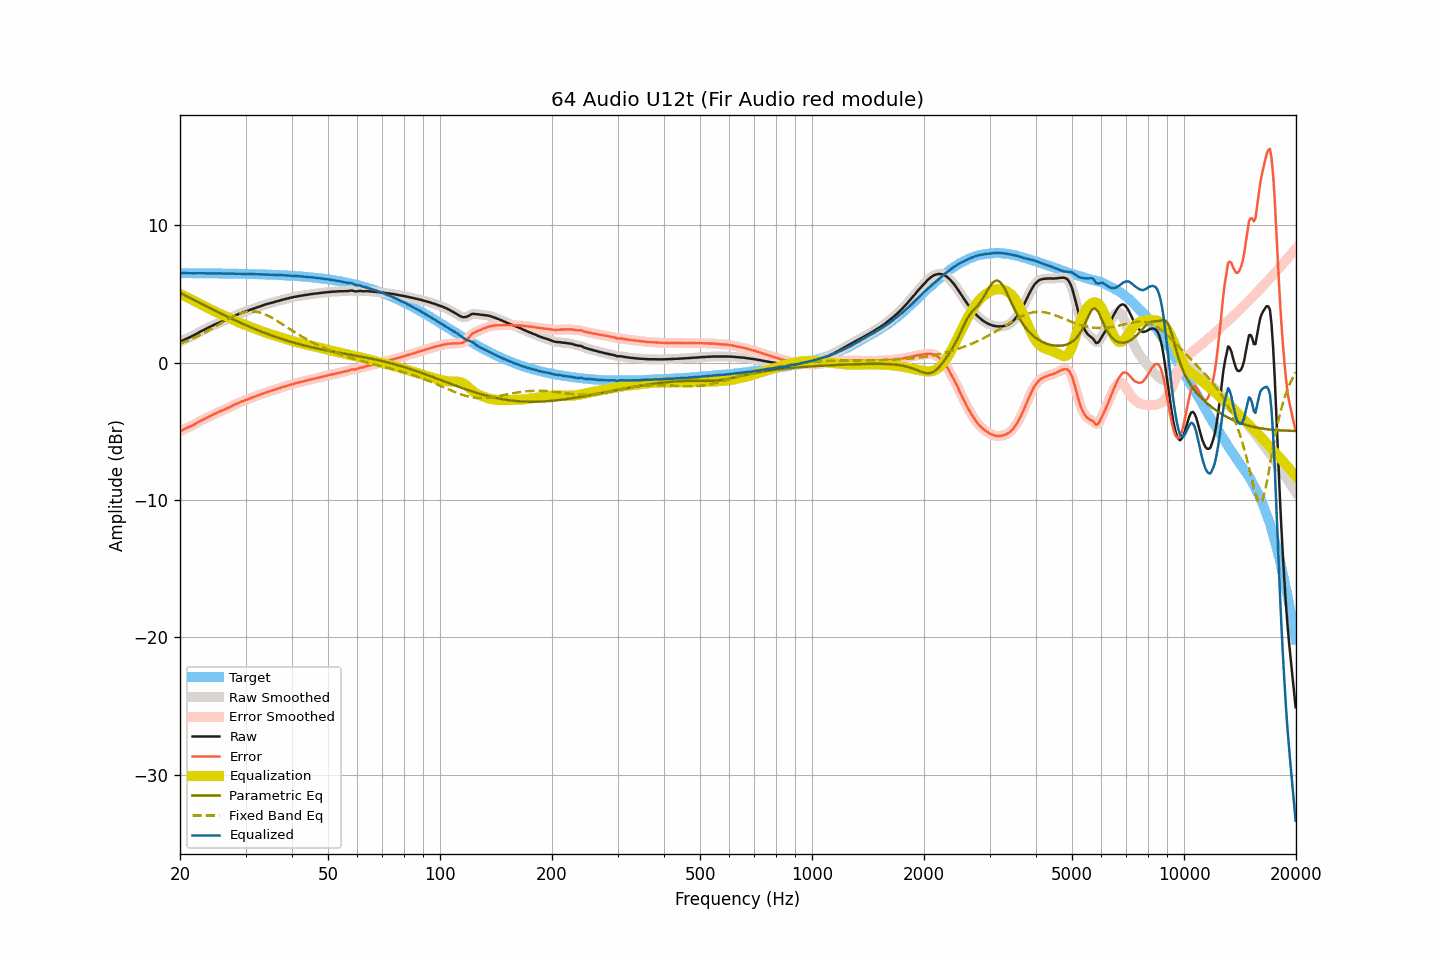 64 Audio U12t (Fir Audio red module)
Amplitude (dBr)
10
0
−10
−20
−30
Target
Raw Smoothed
Error Smoothed
Raw
Error
Equalization
Parametric Eq
Fixed Band Eq
Equalized
20 50 100 200 500 1000 2000 5000 10000 20000
Frequency (Hz)